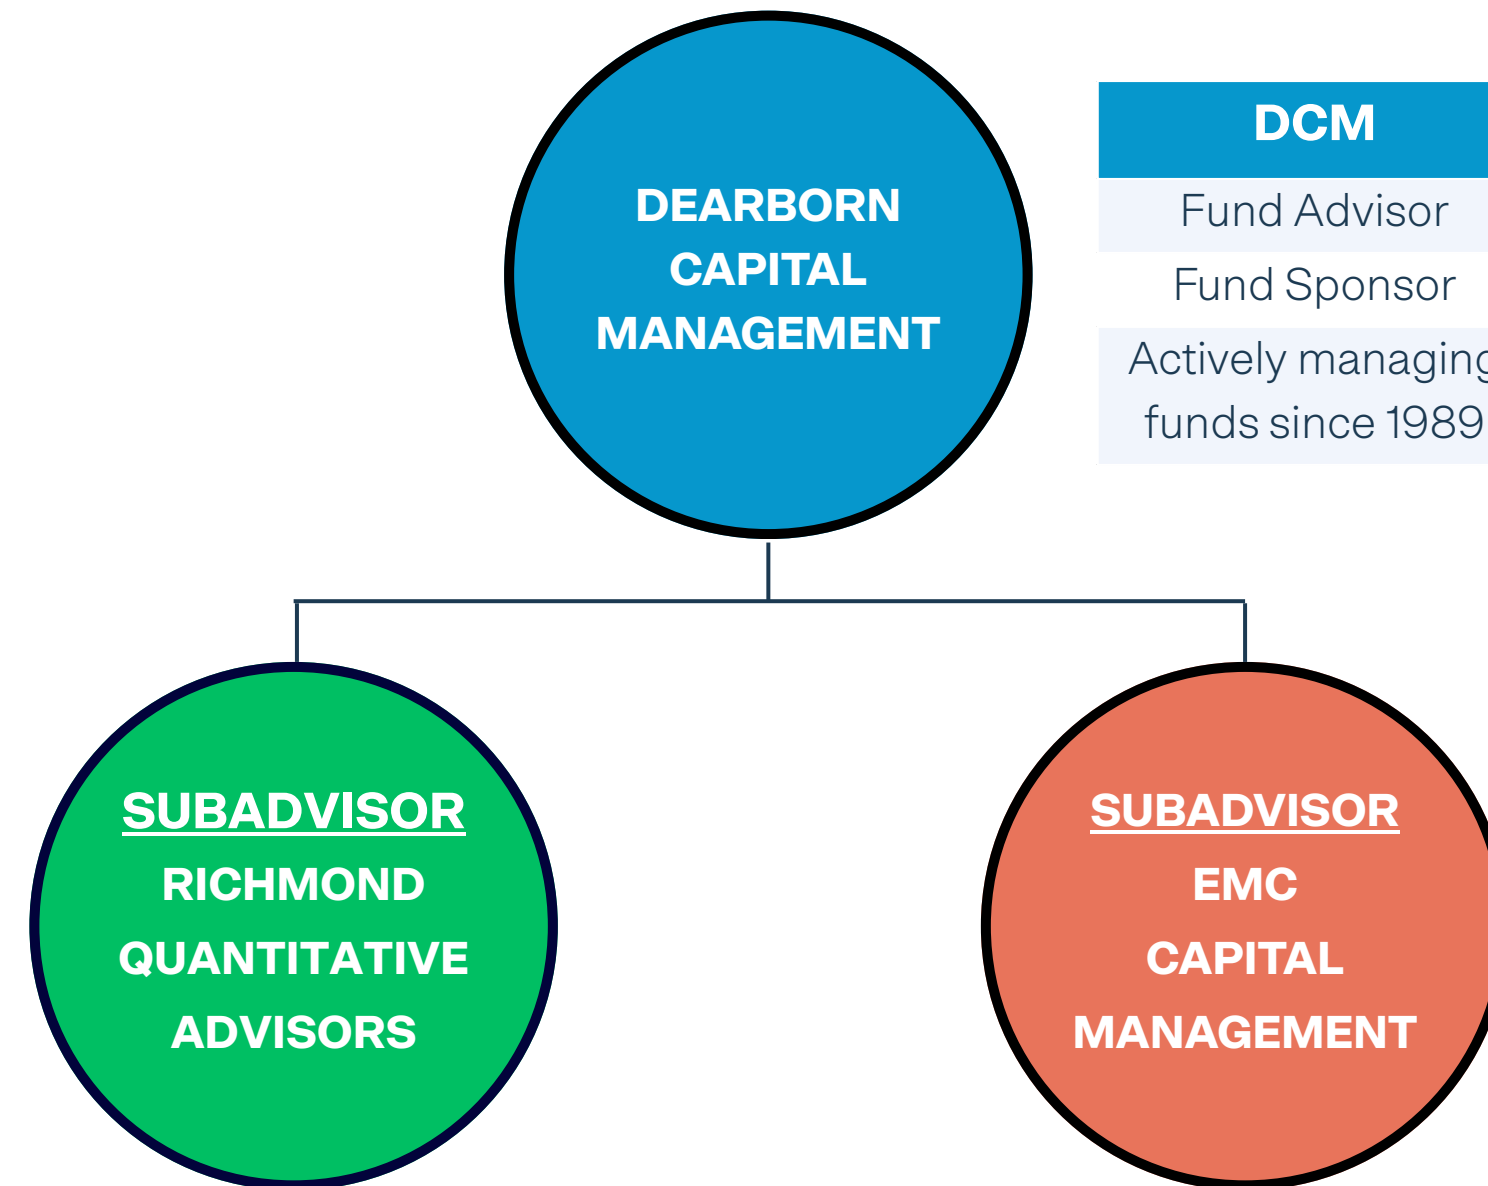 DEARBORN
CAPITAL
MANAGEMENT
DCM
Fund Advisor
Fund Sponsor
Actively managing
funds since 1989
SUBADVISOR
RICHMOND
QUANTITATIVE
ADVISORS
SUBADVISOR
EMC
CAPITAL
MANAGEMENT